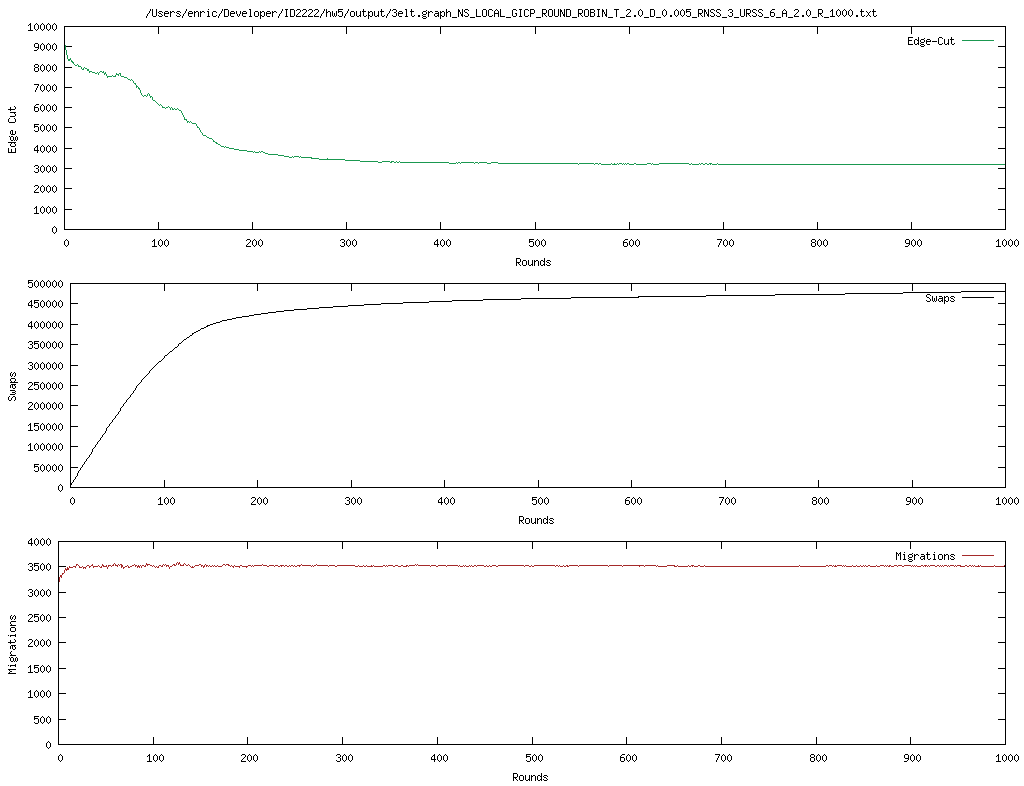 /Users/enric/Developer/ID2222/hw5/output/3elt.graph_NS_LOCAL_GICP_ROUND_ROBIN_T_2.0_D_0.005_RNSS_3_URSS_6_A_2.0_R_1000.txt
10000
9000
8000
7000
6000
5000
4000
3000
2000
1000
0
Edge Cut
Edge-Cut
0 100 200 300 400 500 600 700 800 900 1000
Rounds
500000
450000
400000
350000
300000
250000
200000
150000
100000
50000
0
Swaps
Swaps
0 100 200 300 400 500 600 700 800 900 1000
Rounds
4000
3500
3000
2500
2000
1500
1000
500
0
Migrations
Migrations
0 100 200 300 400 500 600 700 800 900 1000
Rounds